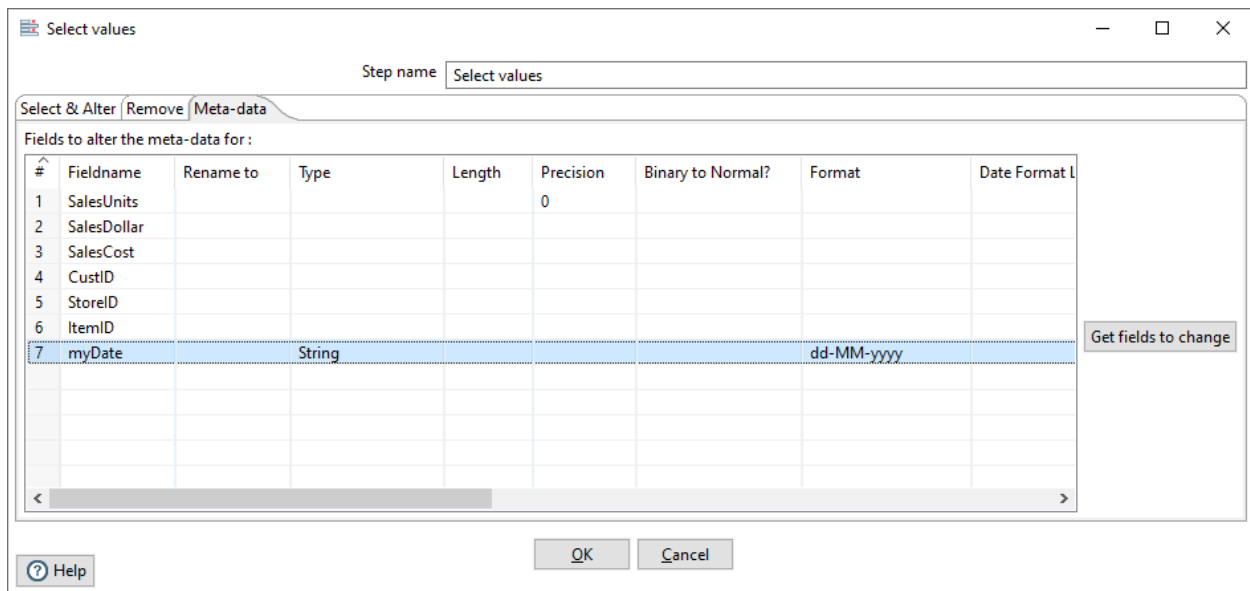 Select values
Step name Select values
Select & Alter Remove Meta-data
Fields to alter the meta-data for :
# Fieldname Rename to Type Length Precision Binary to Normal? Format Date Format L
1 SalesUnits 0
2 SalesDollar
3 SalesCost
4 CustID
5 StoreID
6 ItemID
7 myDate String dd-MM-yyyy
Get fields to change
OK Cancel
Help